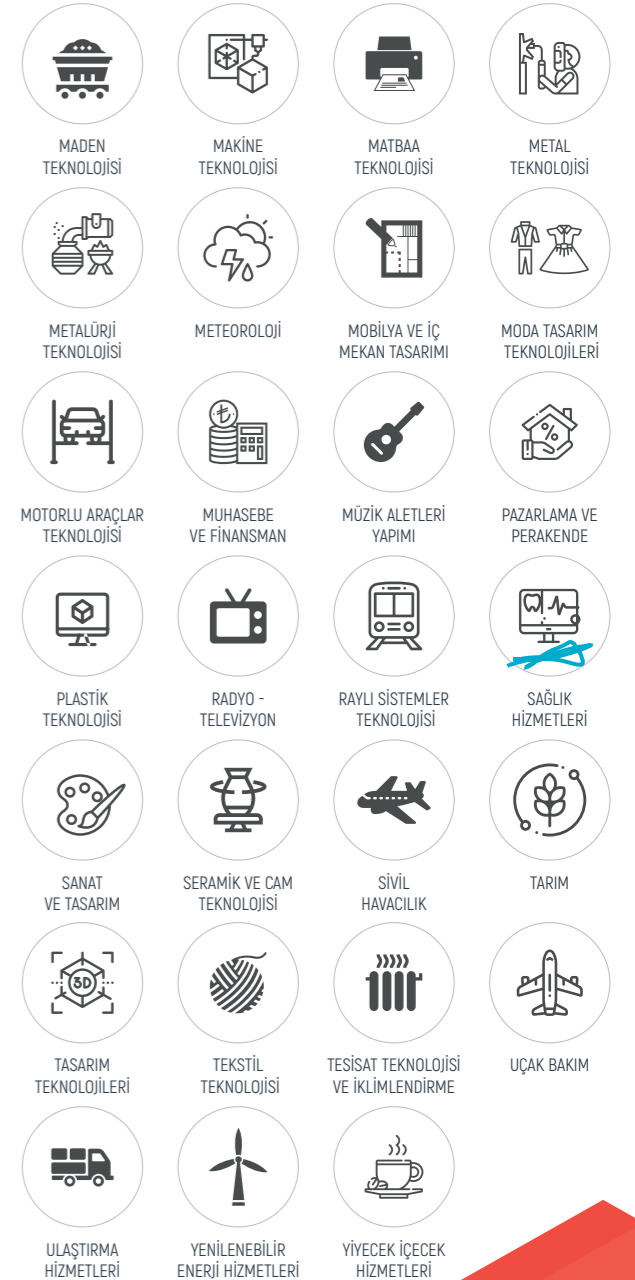 MADEN
TEKNOLOJİSİ
MAKİNE
TEKNOLOJİSİ
MATBAA
TEKNOLOJİSİ
METAL
TEKNOLOJİSİ
METALÜRJİ
TEKNOLOJİSİ
METEOROLOJİ
MOBİLYA VE İÇ
MEKAN TASARIMI
MODA TASARIM
TEKNOLOJİLERİ
MOTORLU ARAÇLAR
TEKNOLOJİSİ
MUHASEBE
VE FİNANSMAN
MÜZİK ALETLERİ
YAPIMI
PAZARLAMA VE
PERAKENDE
PLASTİK
TEKNOLOJİSİ
RADYO -
TELEVİZYON
RAYLI SİSTEMLER
TEKNOLOJİSİ
SAĞLIK
HİZMETLERİ
SANAT
VE TASARIM
SERAMİK VE CAM
TEKNOLOJİSİ
SİVİL
HAVACILIK
TARIM
3D
TASARIM
TEKNOLOJİLERİ
TEKSTİL
TEKNOLOJİSİ
TESİSAT TEKNOLOJİSİ
VE İKLİMLENDİRME
UÇAK BAKIM
ULAŞTIRMA
HİZMETLERİ
YENİLENEBİLİR
ENERJİ HİZMETLERİ
YİYECEK İÇECEK
HİZMETLERİ